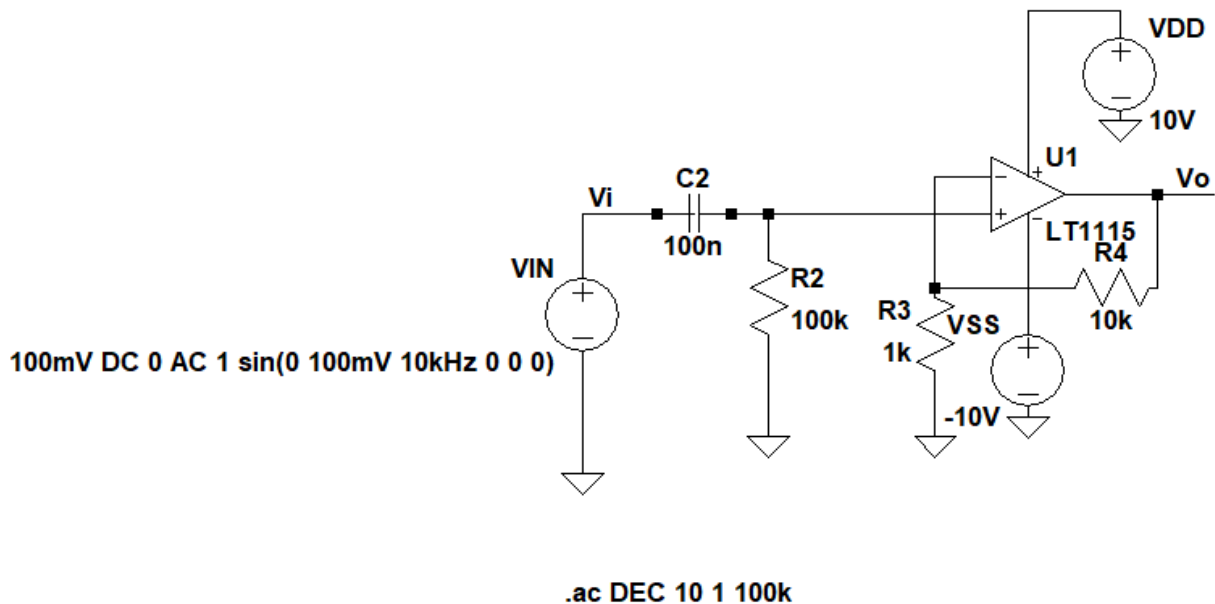 VDD
+
10V
U1
+
C2
Vi
Vo
100n
LT1115
R4
10k
VIN
+
R2
100k
R3
1k
VSS
+
-10V
100mV DC 0 AC 1 sin(0 100mV 10kHz 0 0 0)
.ac DEC 10 1 100k